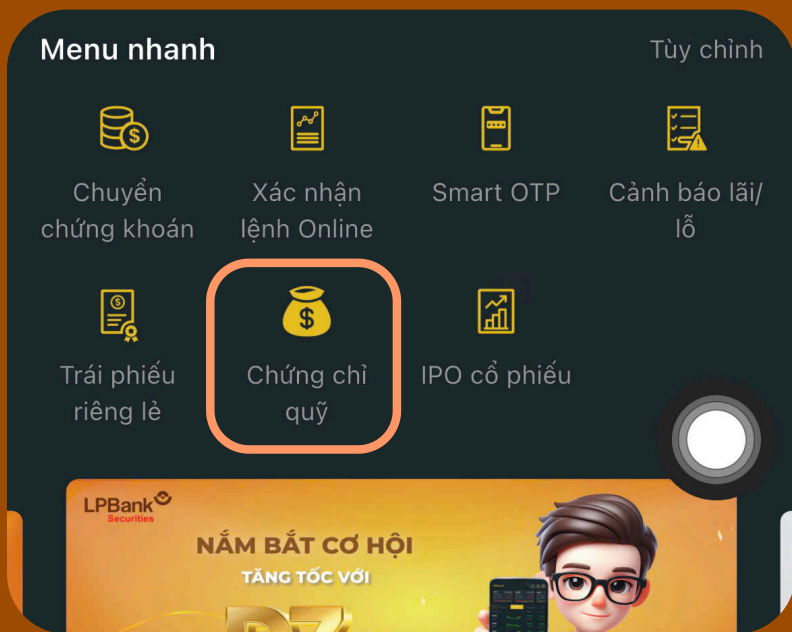 Menu nhanh
Tùy chỉnh
Chuyển
chứng khoán
Xác nhận
lệnh Online
Smart OTP
Cảnh báo lãi/
lỗ
Trái phiếu
riêng lẻ
Chứng chỉ
quỹ
IPO cổ phiếu
LPBank
Securities
NẮM BẮT CƠ HỘI
TĂNG TỐC VỚI